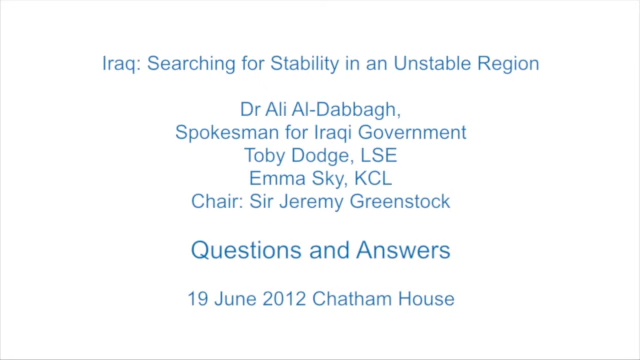 Iraq: Searching for Stability in an Unstable Region
Dr Ali Al-Dabbagh,
Spokesman for Iraqi Government
Toby Dodge, LSE
Emma Sky, KCL
Chair: Sir Jeremy Greenstock
Questions and Answers
19 June 2012 Chatham House